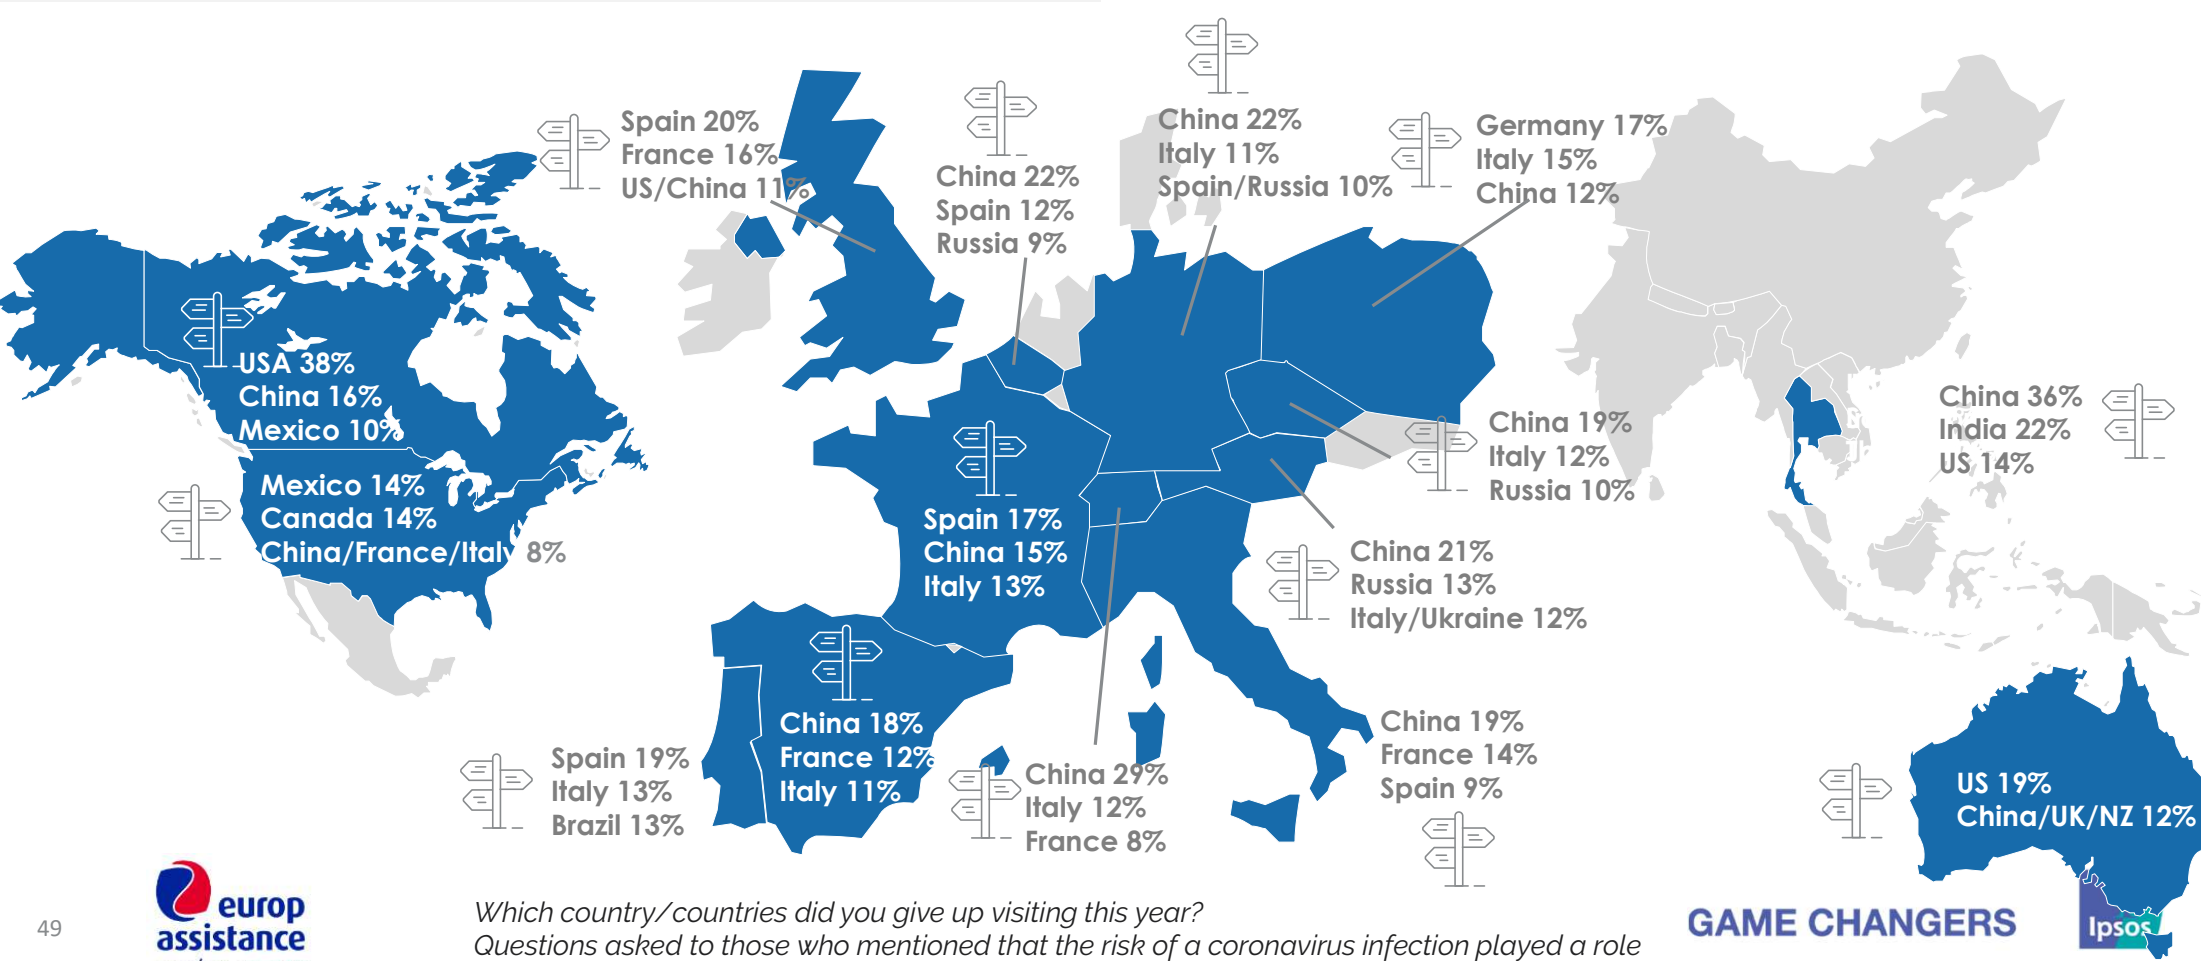 Spain 20%
France 16%
US/China 11%
China 22%
Spain 12%
Russia 9%
China 22%
Italy 11%
Spain/Russia 10%
Germany 17%
Italy 15%
China 12%
USA 38%
China 16%
Mexico 10%
Mexico 14%
Canada 14%
China/France/Italy 8%
Spain 17%
China 15%
Italy 13%
China 19%
Italy 12%
Russia 10%
China 36%
India 22%
US 14%
China 21%
Russia 13%
Italy/Ukraine 12%
Spain 19%
Italy 13%
Brazil 13%
China 18%
France 12%
Italy 11%
China 29%
Italy 12%
France 8%
China 19%
France 14%
Spain 9%
US 19%
China/UK/NZ 12%
49
europ
assistance
Which country/countries did you give up visiting this year?
Questions asked to those who mentioned that the risk of a coronavirus infection played a role
GAME CHANGERS
Ipsos